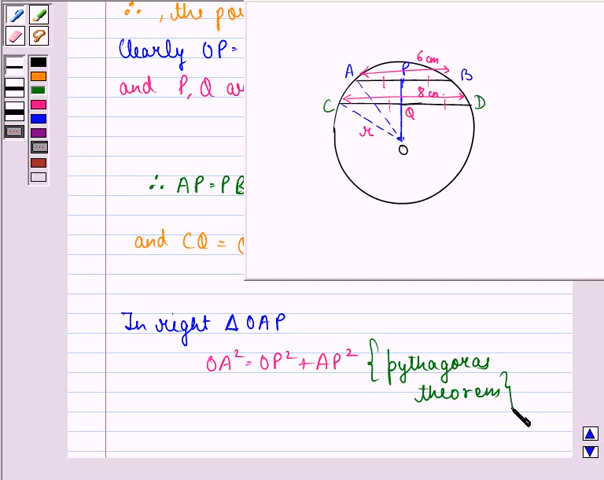 ∴, the po
Clearly OP=
and P, Q a
∴ AP=PB
and CQ =
6 cm
A P B
8 cm
C Q D
r
O
In right Δ OAP
OA² = OP² + AP² {pythagoras
theorem}